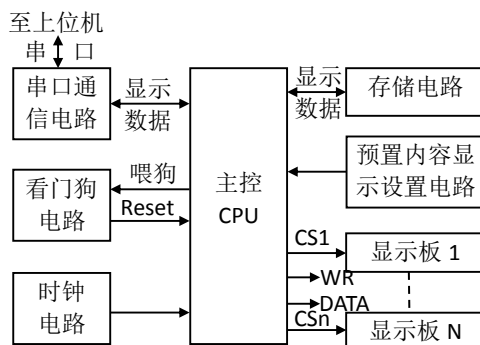 至上位机
串 口
串口通
信电路
显示
数据
看门狗
电路
喂狗
Reset
时钟
电路
主控
CPU
显示
数据
存储电路
预置内容显
示设置电路
CS1
WR
DATA
CSn
显示板 1
显示板 N